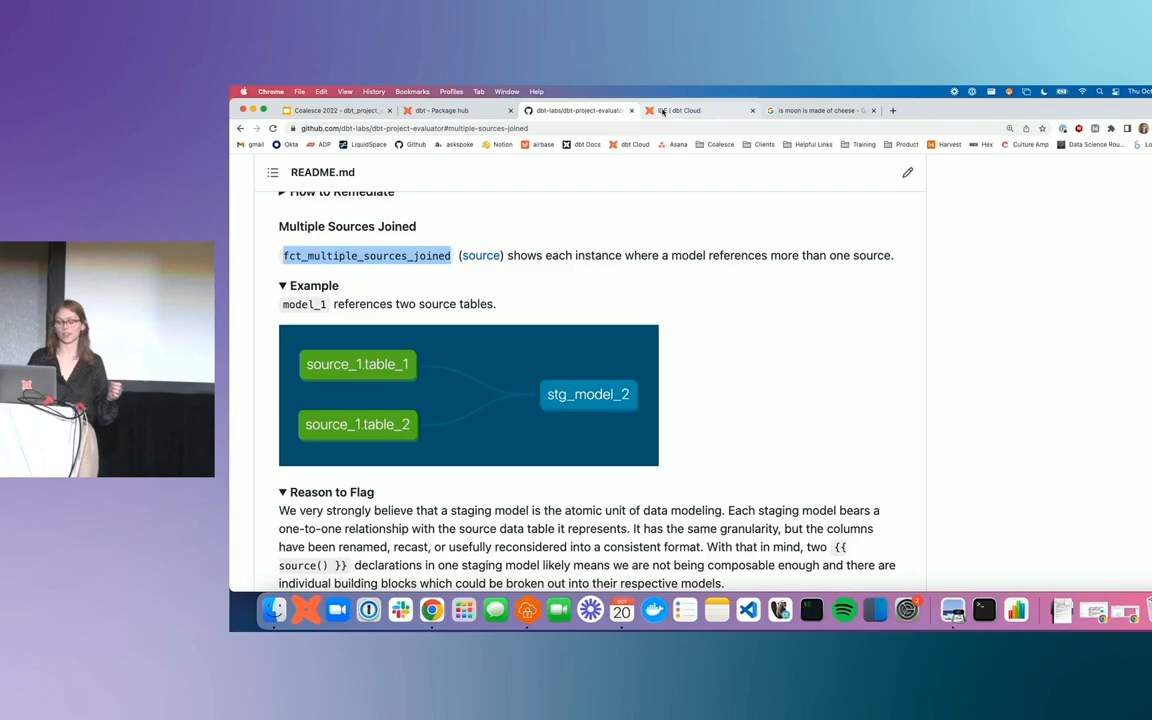 Chrome File Edit View History Bookmarks Profiles Tab Window Help Thu Oc
Coalesce 2022 - dbt_project_ dbt - Package hub dbt-labs/dbt-project-evaluator IDE | dbt Cloud is moon is made of cheese - G
github.com/dbt-labs/dbt-project-evaluator#multiple-sources-joined
gmail Okta ADP LiquidSpace Github askspoke Notion airbase dbt Docs dbt Cloud Asana Coalesce Clients Helpful Links Training Product Harvest Hex Culture Amp Data Science Rou... Lo
README.md
How to Remediate
Multiple Sources Joined
fct_multiple_sources_joined (source) shows each instance where a model references more than one source.
Example
model_1 references two source tables.
source_1.table_1
stg_model_2
source_1.table_2
Reason to Flag
We very strongly believe that a staging model is the atomic unit of data modeling. Each staging model bears a
one-to-one relationship with the source data table it represents. It has the same granularity, but the columns
have been renamed, recast, or usefully reconsidered into a consistent format. With that in mind, two {{
source() }} declarations in one staging model likely means we are not being composable enough and there are
individual building blocks which could be broken out into their respective models.
OCT
20
2